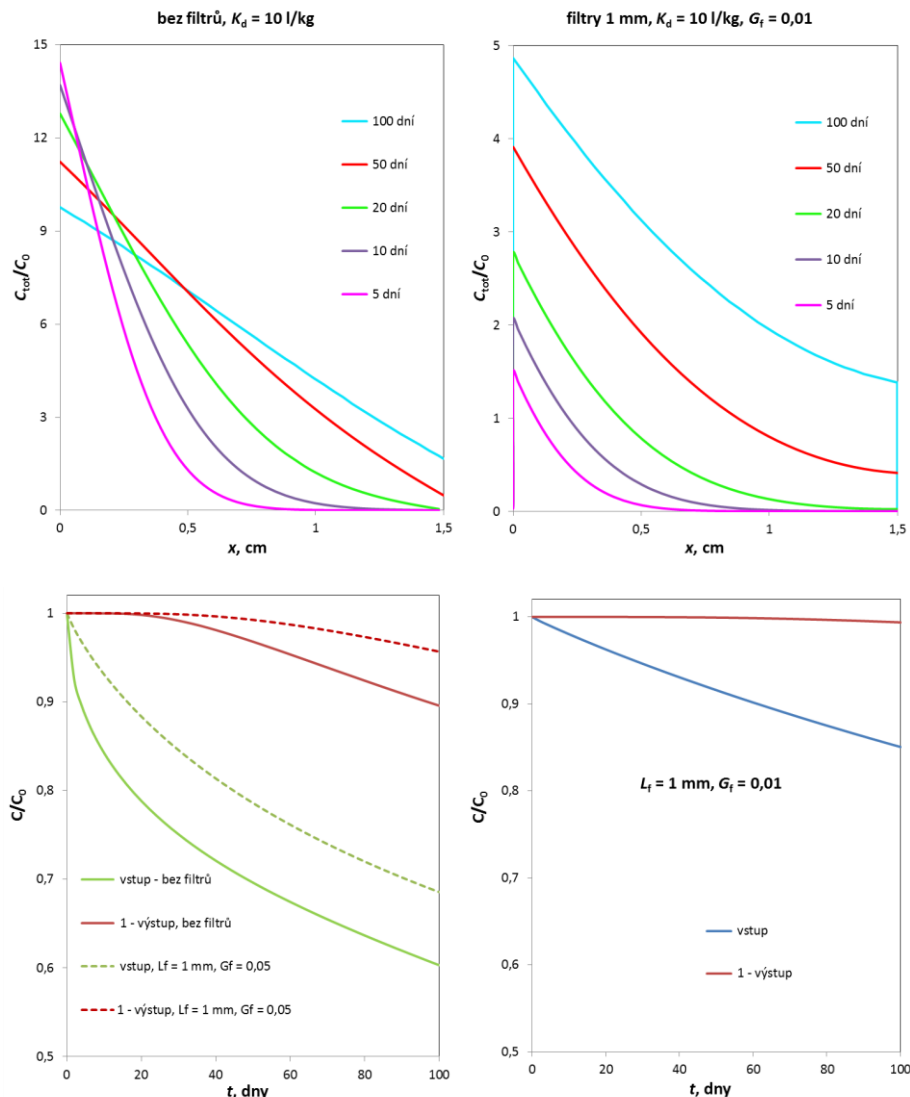 bez filtrů, Kd = 10 l/kg
15
12
9
6
3
0
Ctot/C0
100 dní
50 dní
20 dní
10 dní
5 dní
0
0,5
1
1,5
x, cm
filtry 1 mm, Kd = 10 l/kg, Gf = 0,01
5
4
3
2
1
0
Ctot/C0
100 dní
50 dní
20 dní
10 dní
5 dní
0
0,5
1
1,5
x, cm
1
0,9
0,8
0,7
0,6
0,5
C/C0
vstup - bez filtrů
1 - výstup, bez filtrů
vstup, Lf = 1 mm, Gf = 0,05
1 - výstup, Lf = 1 mm, Gf = 0,05
0
20
40
60
80
100
t, dny
1
0,9
0,8
0,7
0,6
0,5
C/C0
Lf = 1 mm, Gf = 0,01
vstup
1 - výstup
0
20
40
60
80
100
t, dny